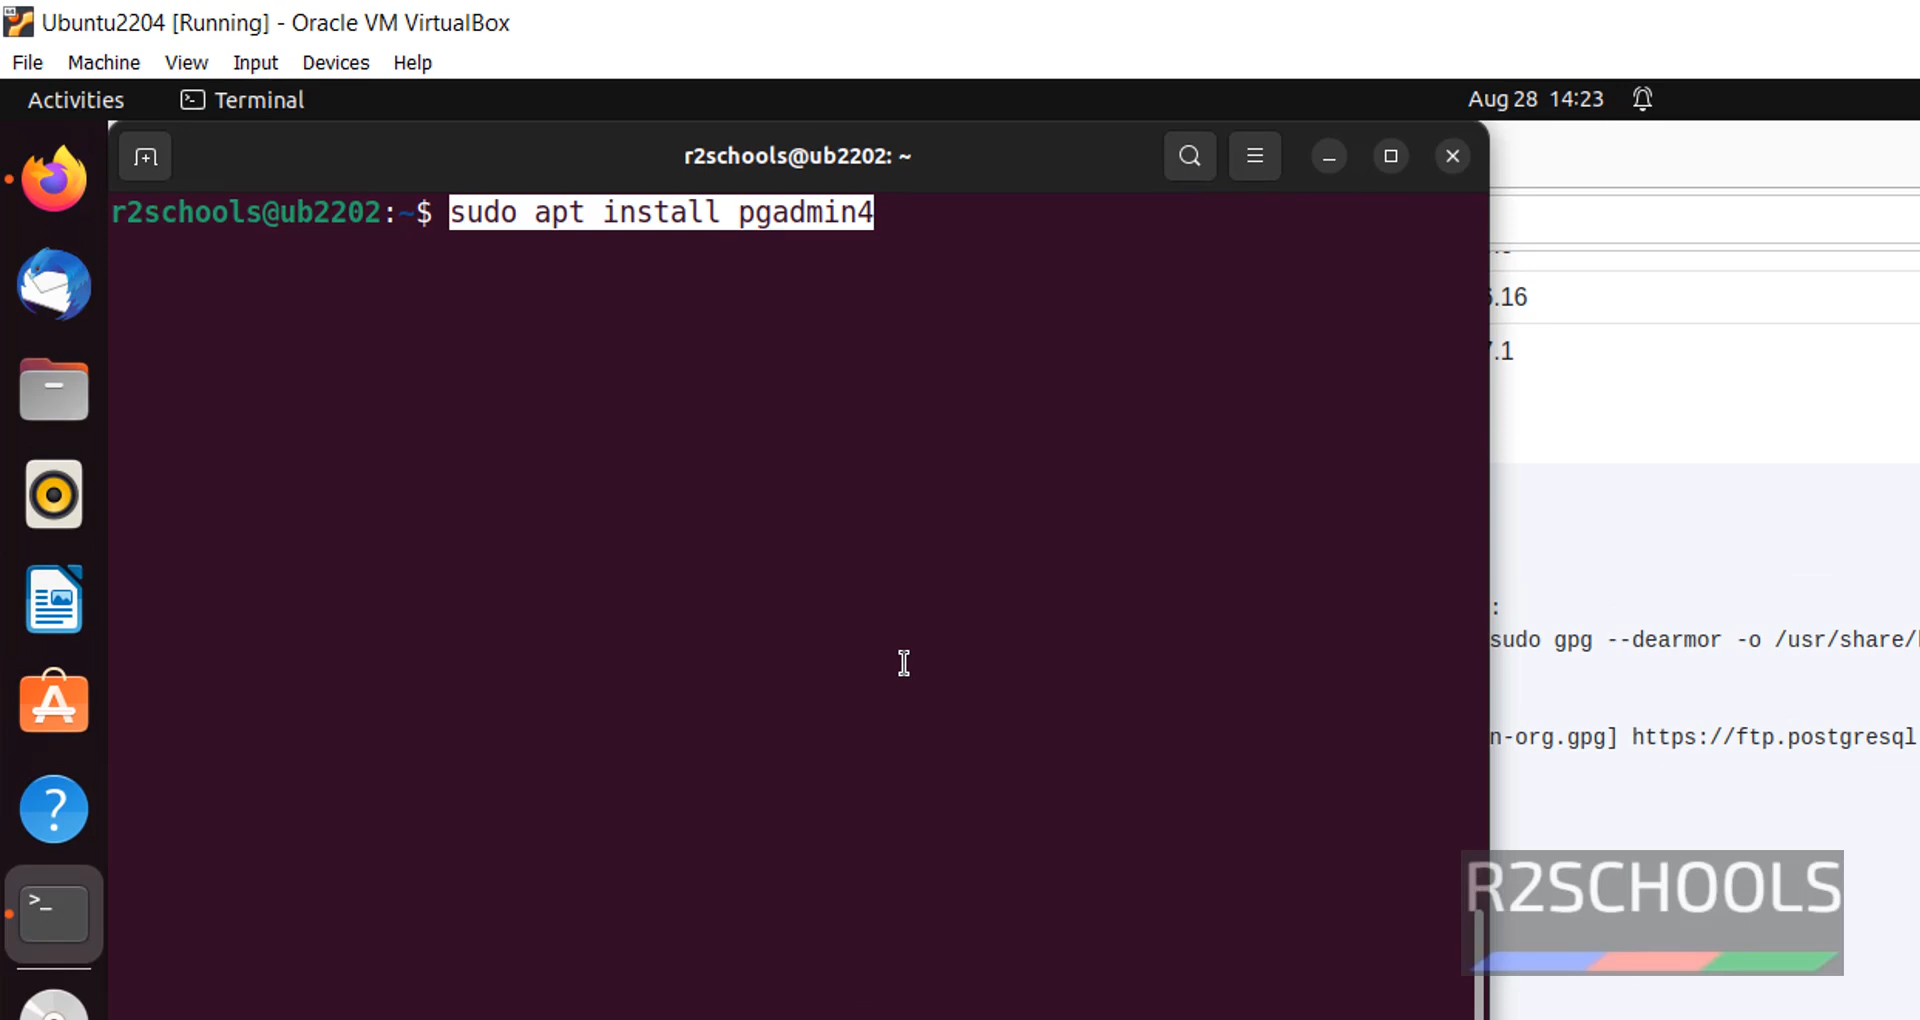 Ubuntu2204 [Running] - Oracle VM VirtualBox
File Machine View Input Devices Help
Activities Terminal Aug 28 14:23
r2schools@ub2202: ~
r2schools@ub2202:~$ sudo apt install pgadmin4
.16
.1
:
sudo gpg --dearmor -o /usr/share/
n-org.gpg] https://ftp.postgresql
R2SCHOOLS